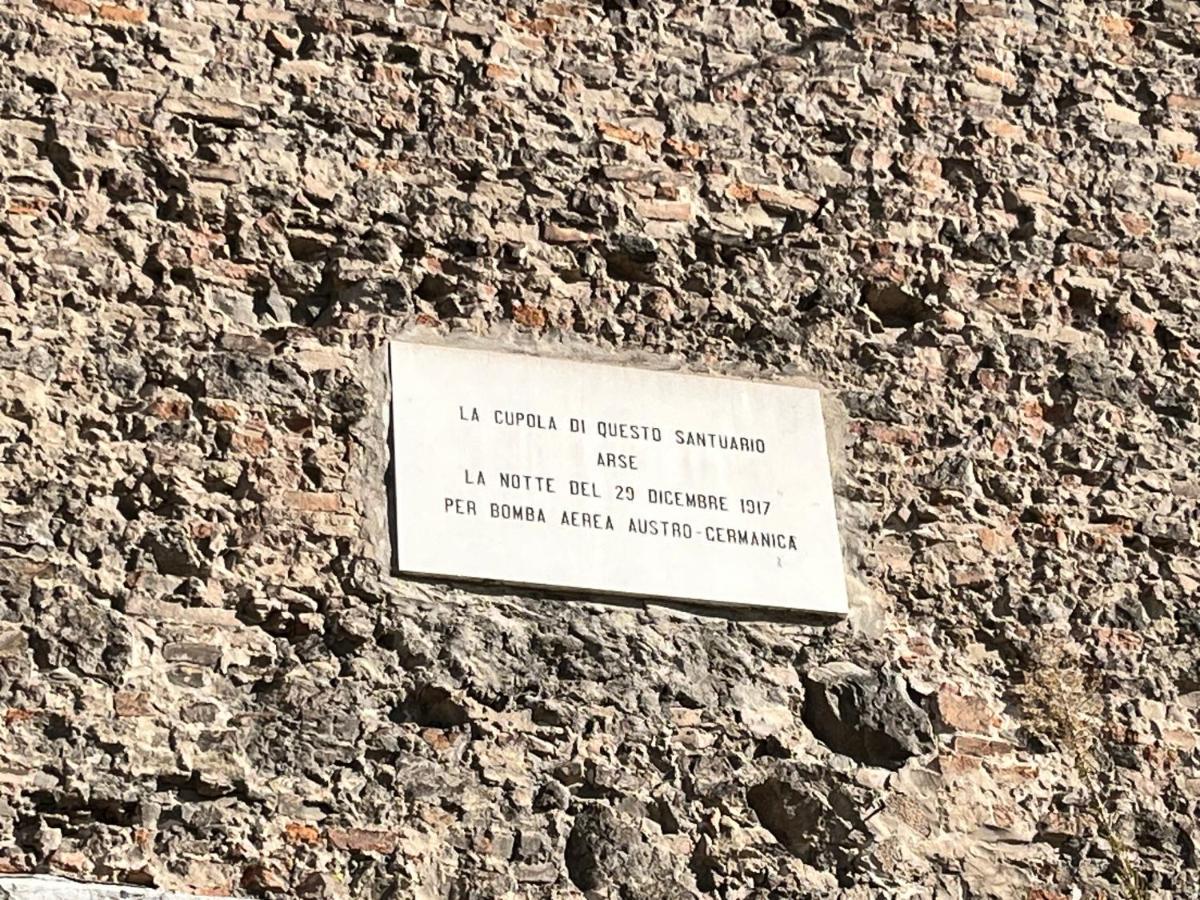 LA CUPOLA DI QUESTO SANTUARIO
ARSE
LA NOTTE DEL 29 DICEMBRE 1917
PER BOMBA AEREA AUSTRO-GERMANICA